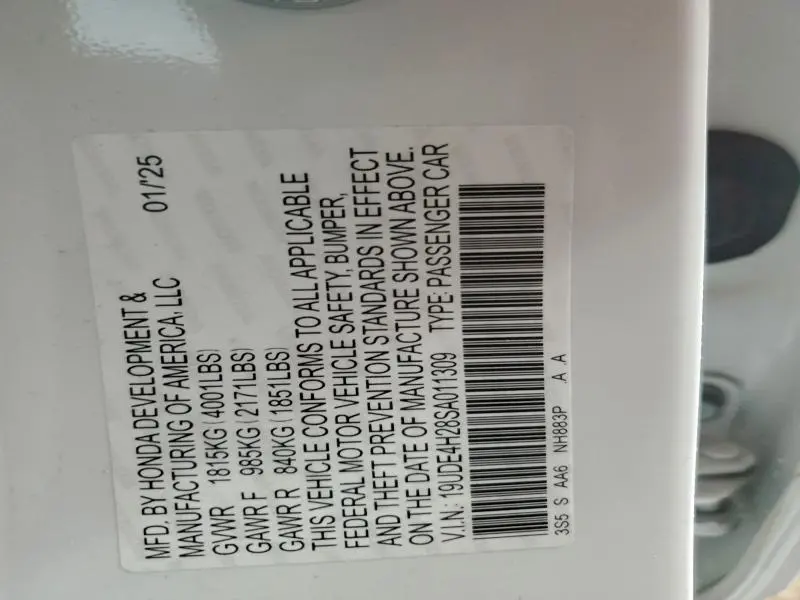 MFD. BY HONDA DEVELOPMENT &
MANUFACTURING OF AMERICA, LLC 01/'25
GVWR 1815KG(4001LBS)
GAWR F 985KG(2171LBS)
GAWR R 840KG(1851LBS)
THIS VEHICLE CONFORMS TO ALL APPLICABLE
FEDERAL MOTOR VEHICLE SAFETY, BUMPER,
AND THEFT PREVENTION STANDARDS IN EFFECT
ON THE DATE OF MANUFACTURE SHOWN ABOVE.
V.I.N.: 19UDE4H28SA011309 TYPE: PASSENGER CAR
3S5 S AA6 NH883P A A